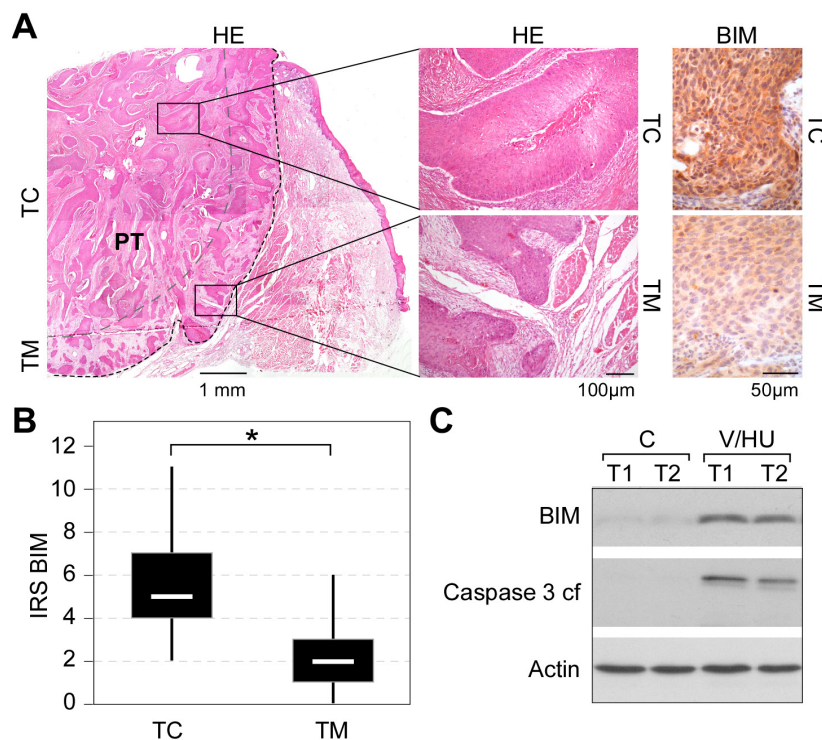 A
HE HE BIM
TC
PT
TM
TC
TM
TC
TM
1 mm 100µm 50µm
B
12
10
8
6
4
2
0
IRS BIM
*
TC TM
C
C V/HU
T1 T2 T1 T2
BIM
Caspase 3 cf
Actin